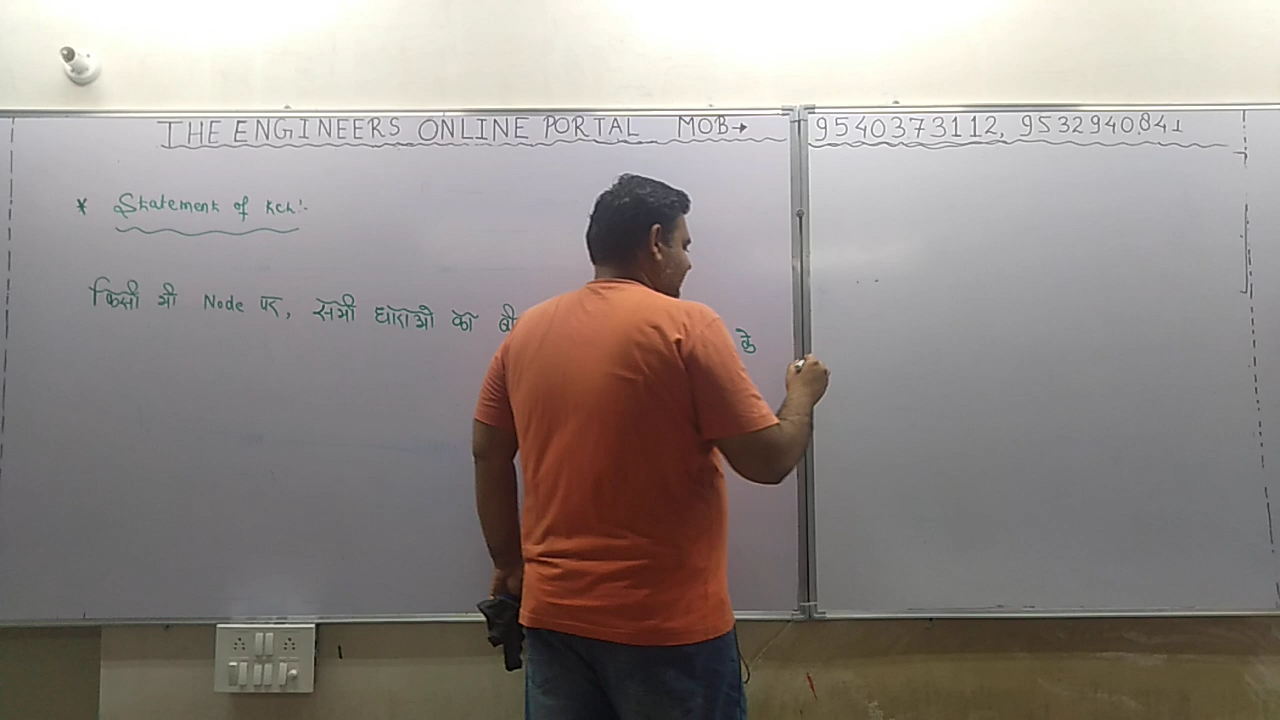 THE ENGINEERS ONLINE PORTAL MOB→ 9540373112, 9532940841
* Statement of KCL:-
किसी भी Node पर, सभी धाराओं का के